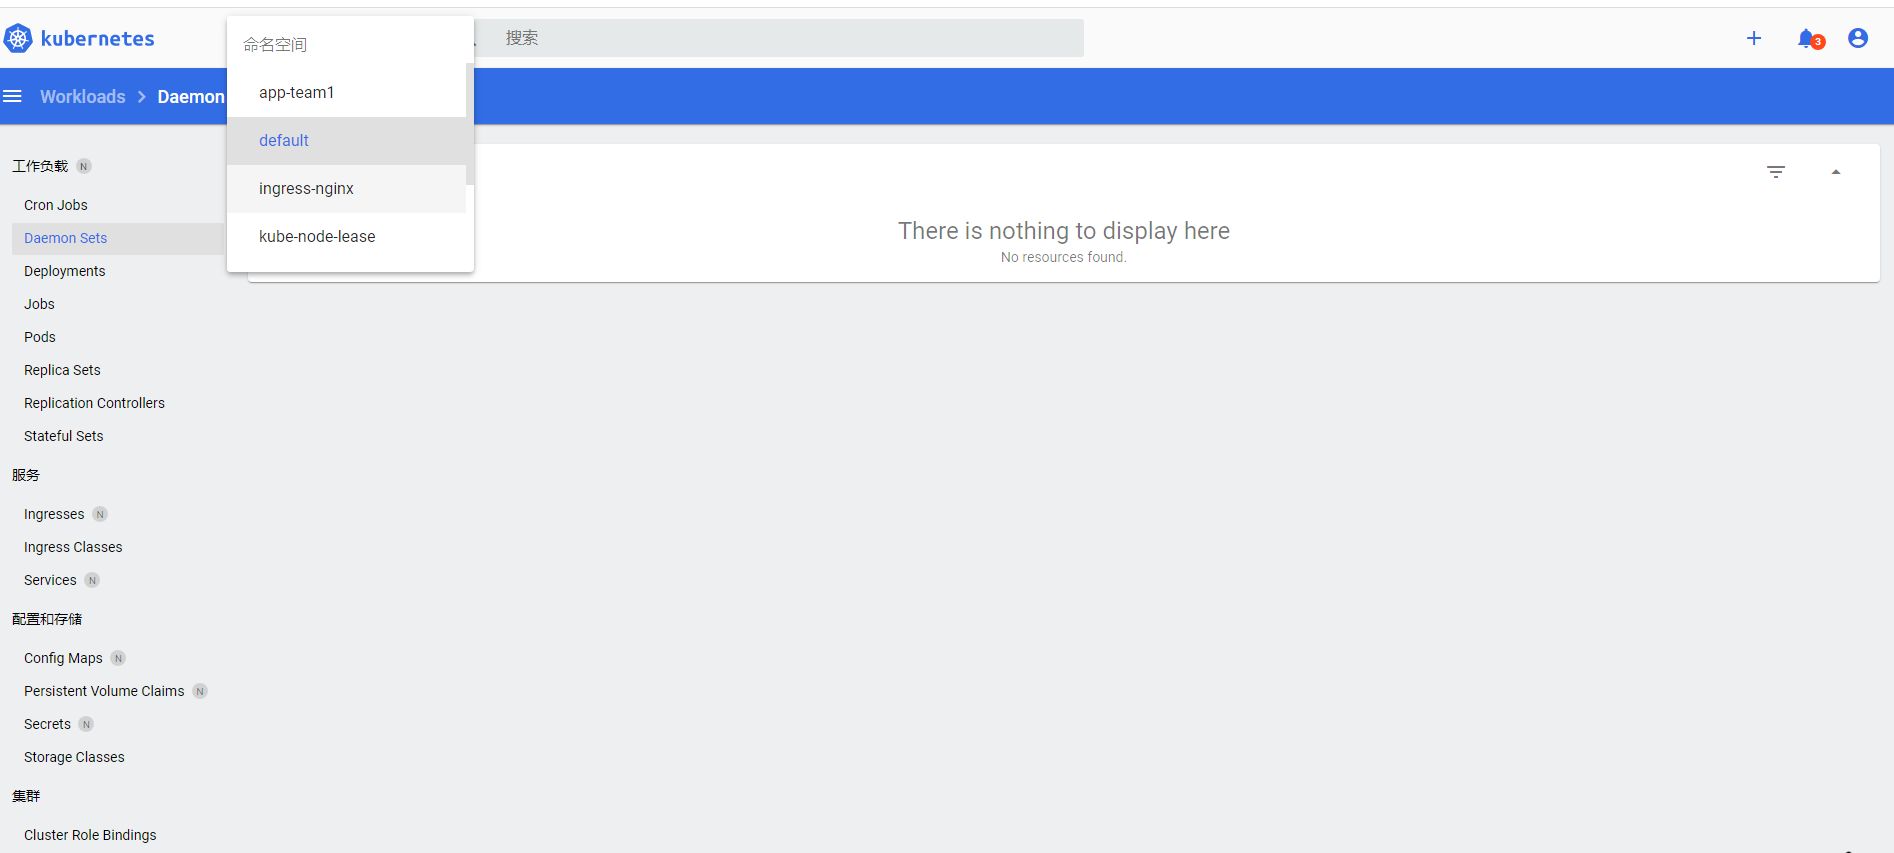 kubernetes
搜索
3
命名空间
app-team1
default
ingress-nginx
kube-node-lease
Workloads
Daemon
工作负载 N
Cron Jobs
Daemon Sets
Deployments
Jobs
Pods
Replica Sets
Replication Controllers
Stateful Sets
服务
Ingresses N
Ingress Classes
Services N
配置和存储
Config Maps N
Persistent Volume Claims N
Secrets N
Storage Classes
集群
Cluster Role Bindings
There is nothing to display here
No resources found.